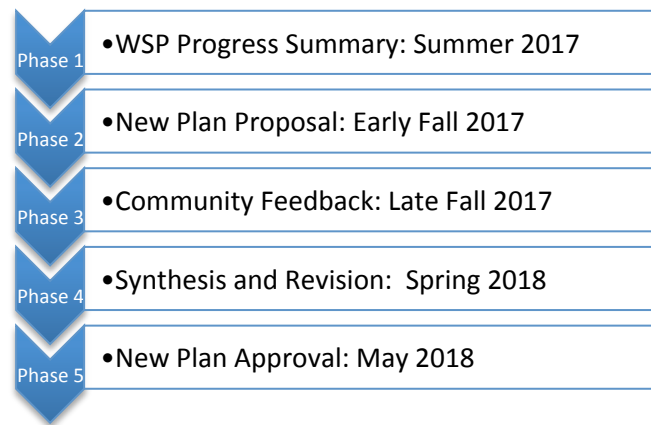 Phase 1
•WSP Progress Summary: Summer 2017
Phase 2
•New Plan Proposal: Early Fall 2017
Phase 3
•Community Feedback: Late Fall 2017
Phase 4
•Synthesis and Revision:  Spring 2018
Phase 5
•New Plan Approval: May 2018